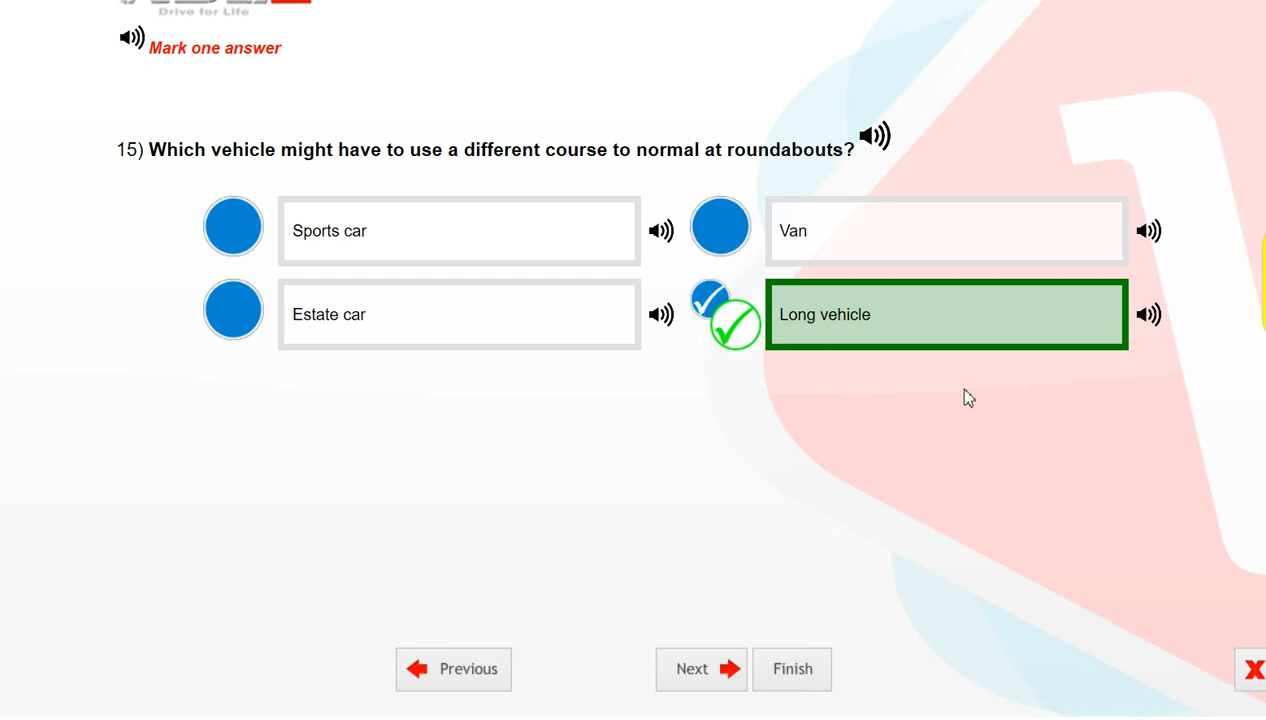 Drive for Life
Mark one answer
15) Which vehicle might have to use a different course to normal at roundabouts?
Sports car
Van
Estate car
Long vehicle
Previous
Next
Finish
X